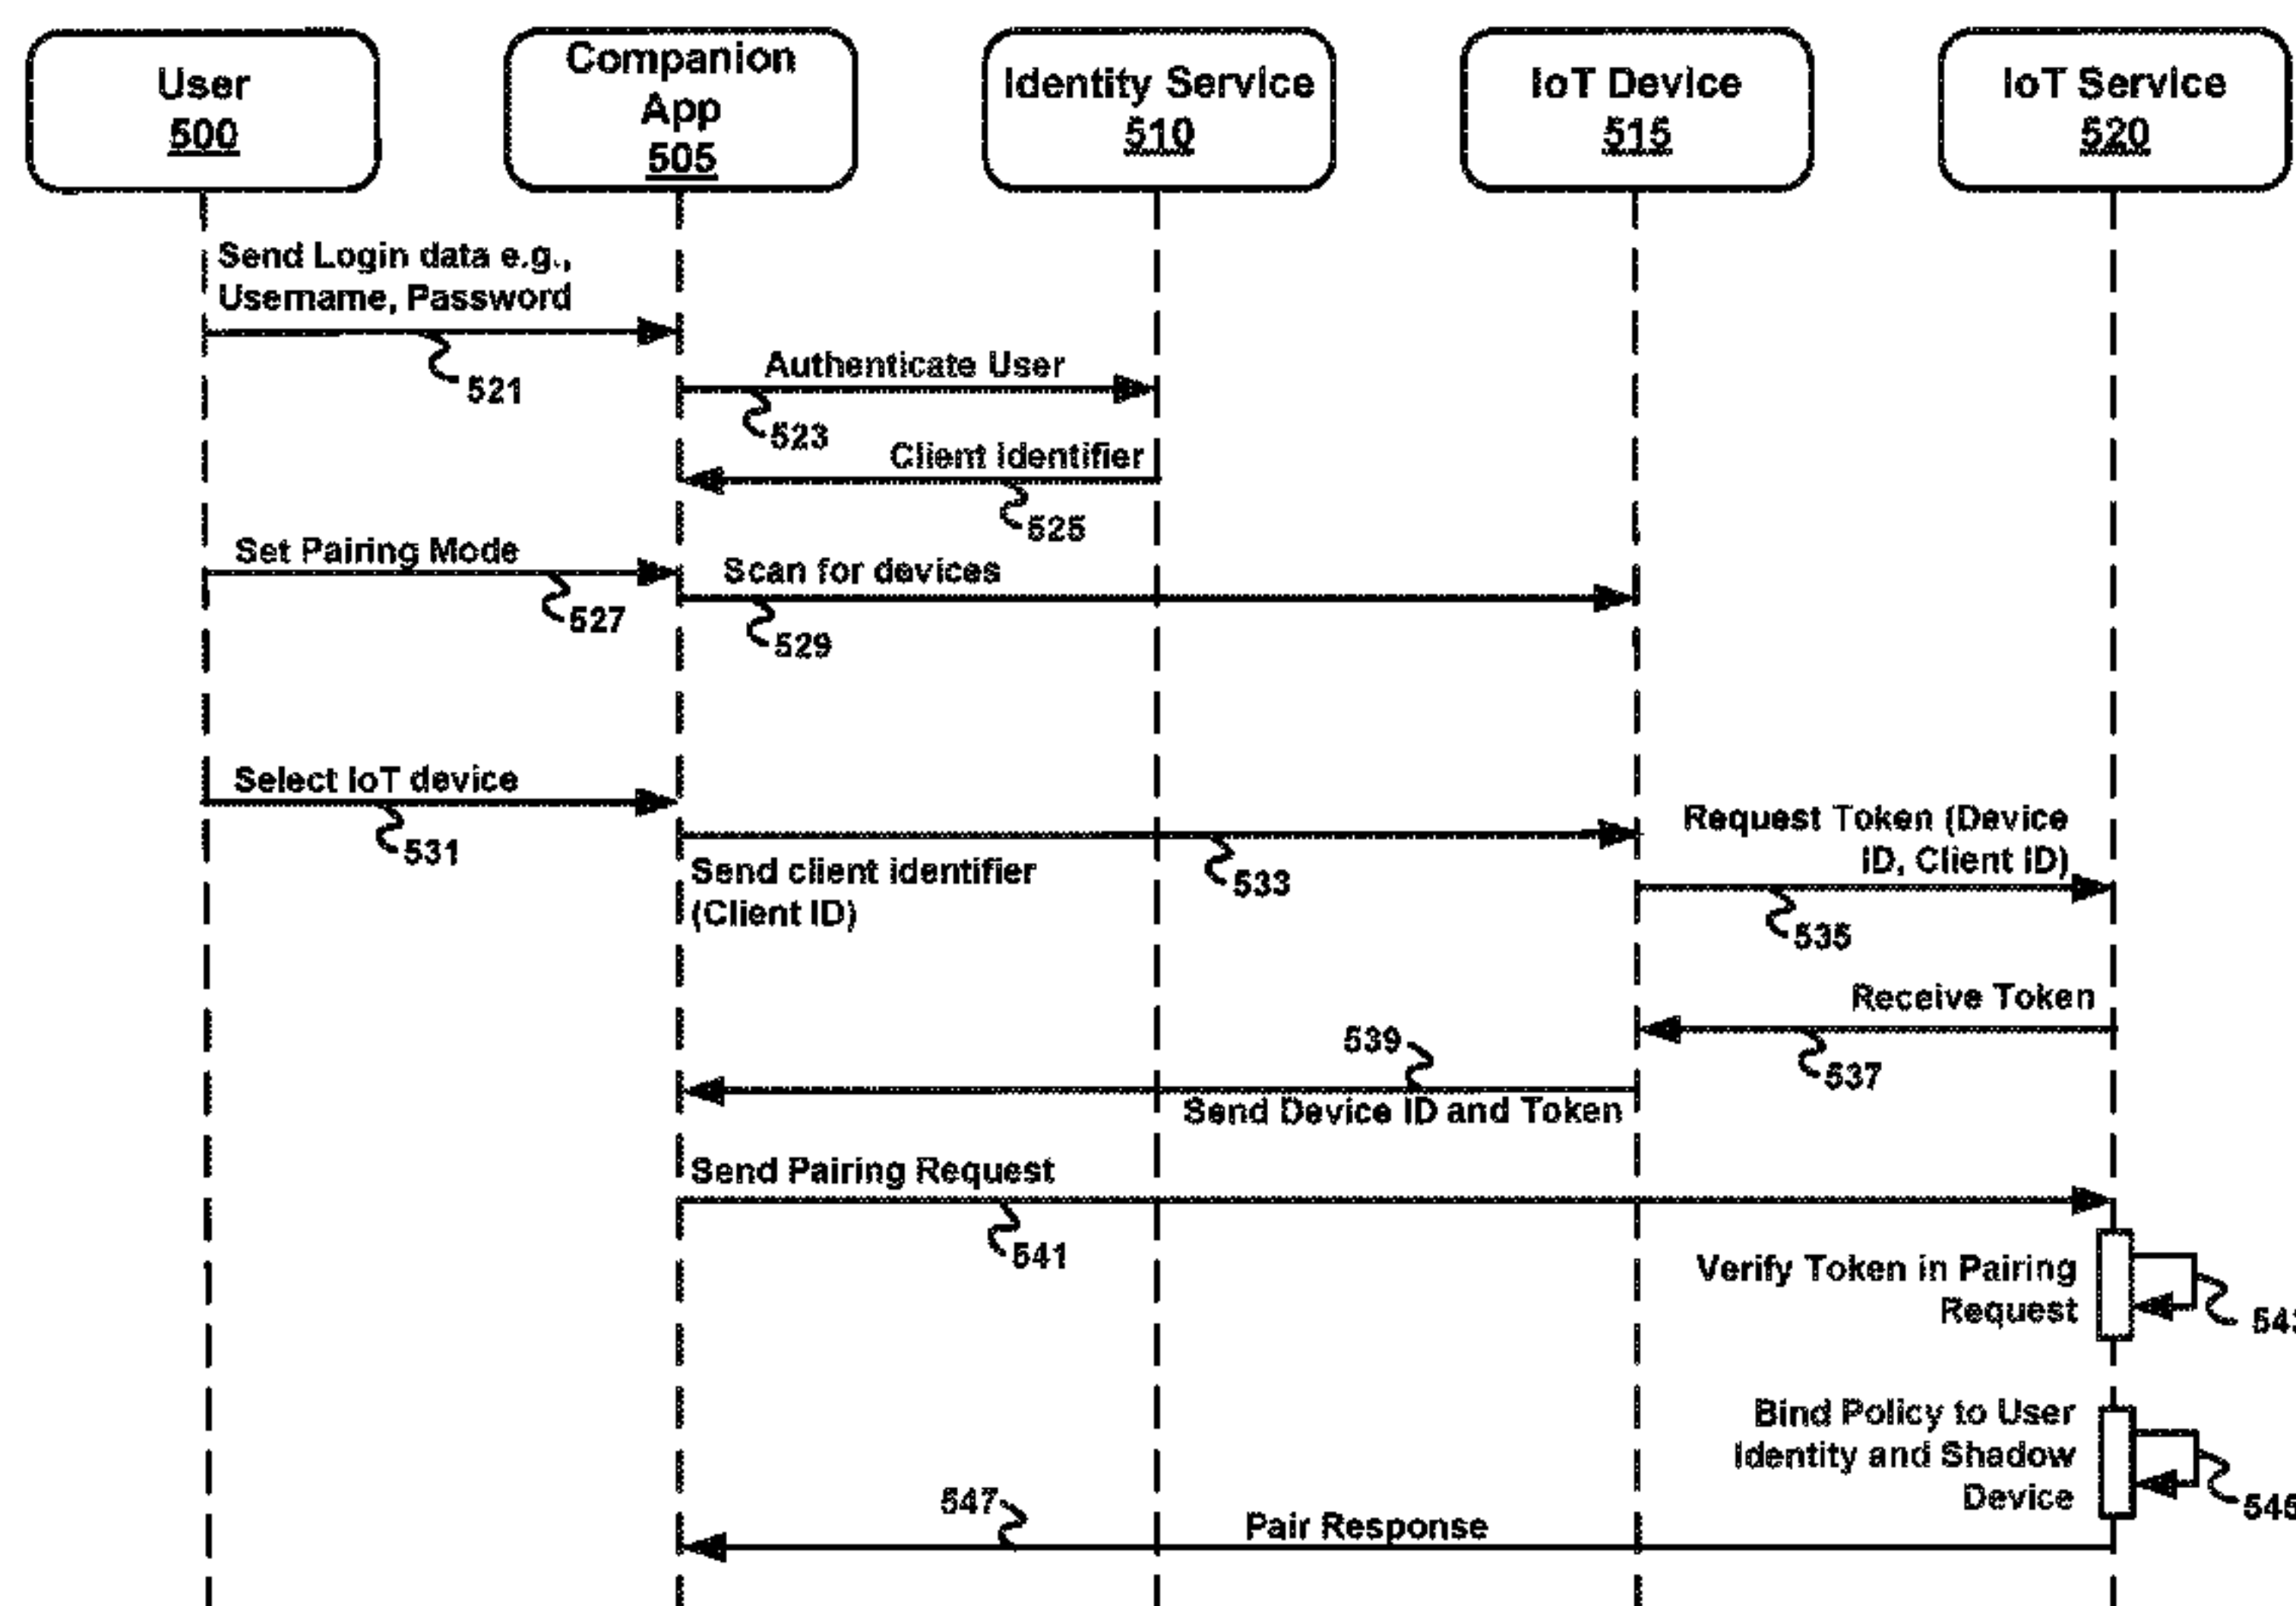 User
500
Companion
App
505
Identity Service
510
IoT Device
515
IoT Service
520
Send Login data e.g.,
Username, Password
521
Authenticate User
523
Client Identifier
525
Set Pairing Mode
527
Scan for devices
529
Select IoT device
531
Send client identifier
(Client ID)
533
Request Token (Device
ID, Client ID)
535
Receive Token
537
539
Send Device ID and Token
Send Pairing Request
541
Verify Token in Pairing
Request
Bind Policy to User
Identity and Shadow
Device
545
547
Pair Response